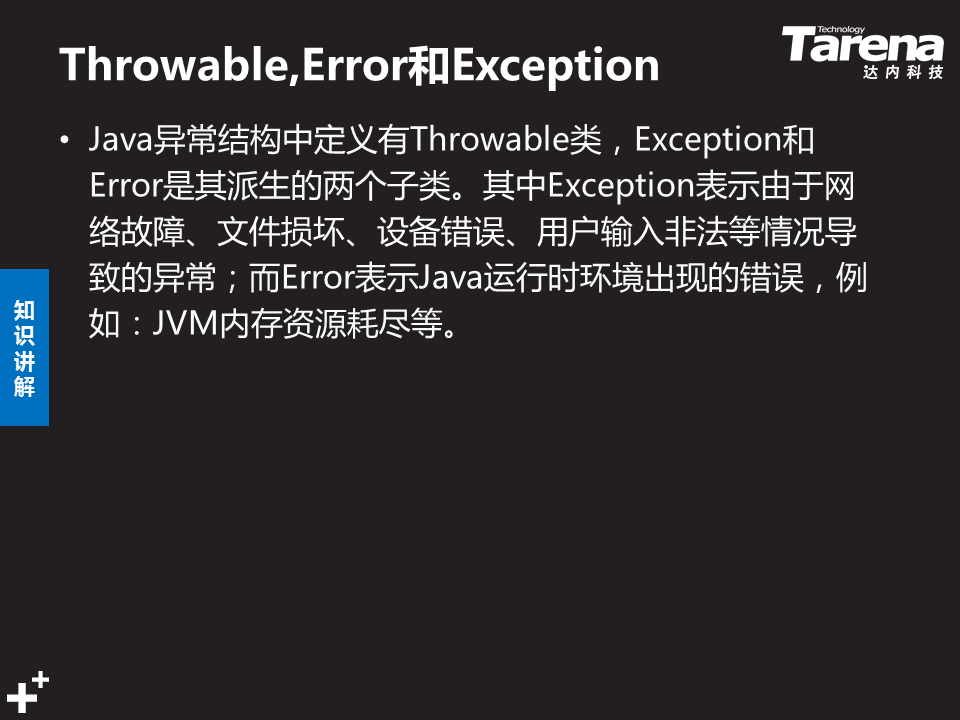 Throwable,Error和Exception
Technology
Tarena
达内科技
• Java异常结构中定义有Throwable类，Exception和
Error是其派生的两个子类。其中Exception表示由于网
络故障、文件损坏、设备错误、用户输入非法等情况导
致的异常；而Error表示Java运行时环境出现的错误，例
如：JVM内存资源耗尽等。
知
识
讲
解